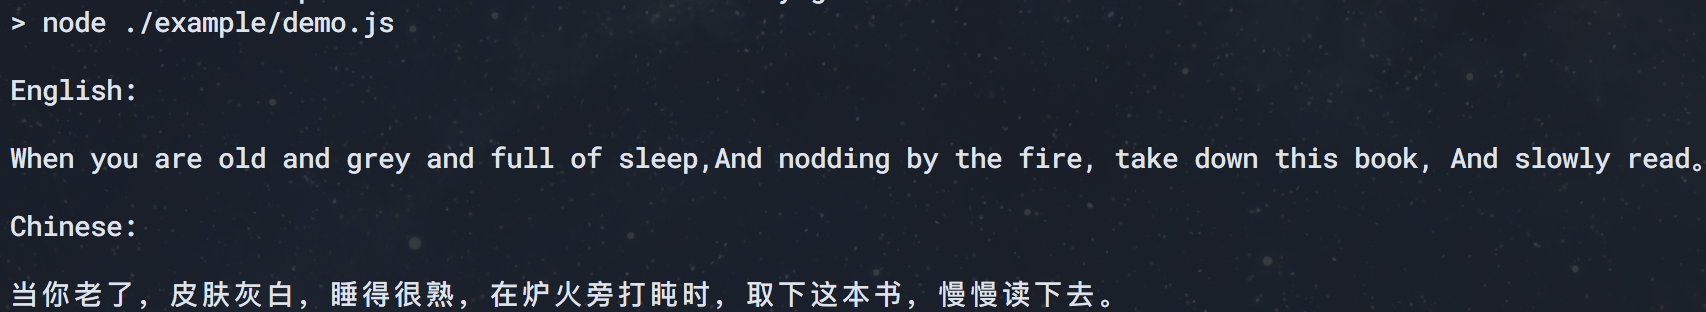 > node ./example/demo.js
English:
When you are old and grey and full of sleep,And nodding by the fire, take down this book, And slowly read。
Chinese:
当你老了，皮肤灰白，睡得很熟，在炉火旁打盹时，取下这本书，慢慢读下去。